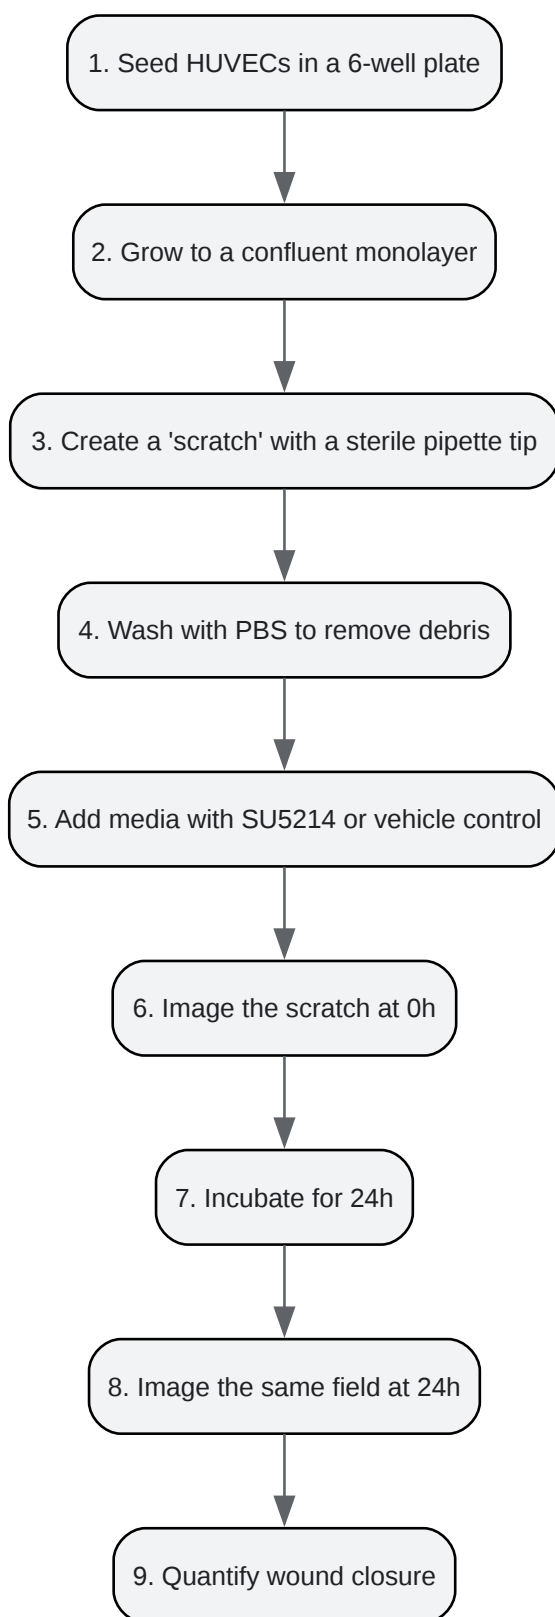 1. Seed HUVECs in a 6-well plate
2. Grow to a confluent monolayer
3. Create a 'scratch' with a sterile pipette tip
4. Wash with PBS to remove debris
5. Add media with SU5214 or vehicle control
6. Image the scratch at 0h
7. Incubate for 24h
8. Image the same field at 24h
9. Quantify wound closure